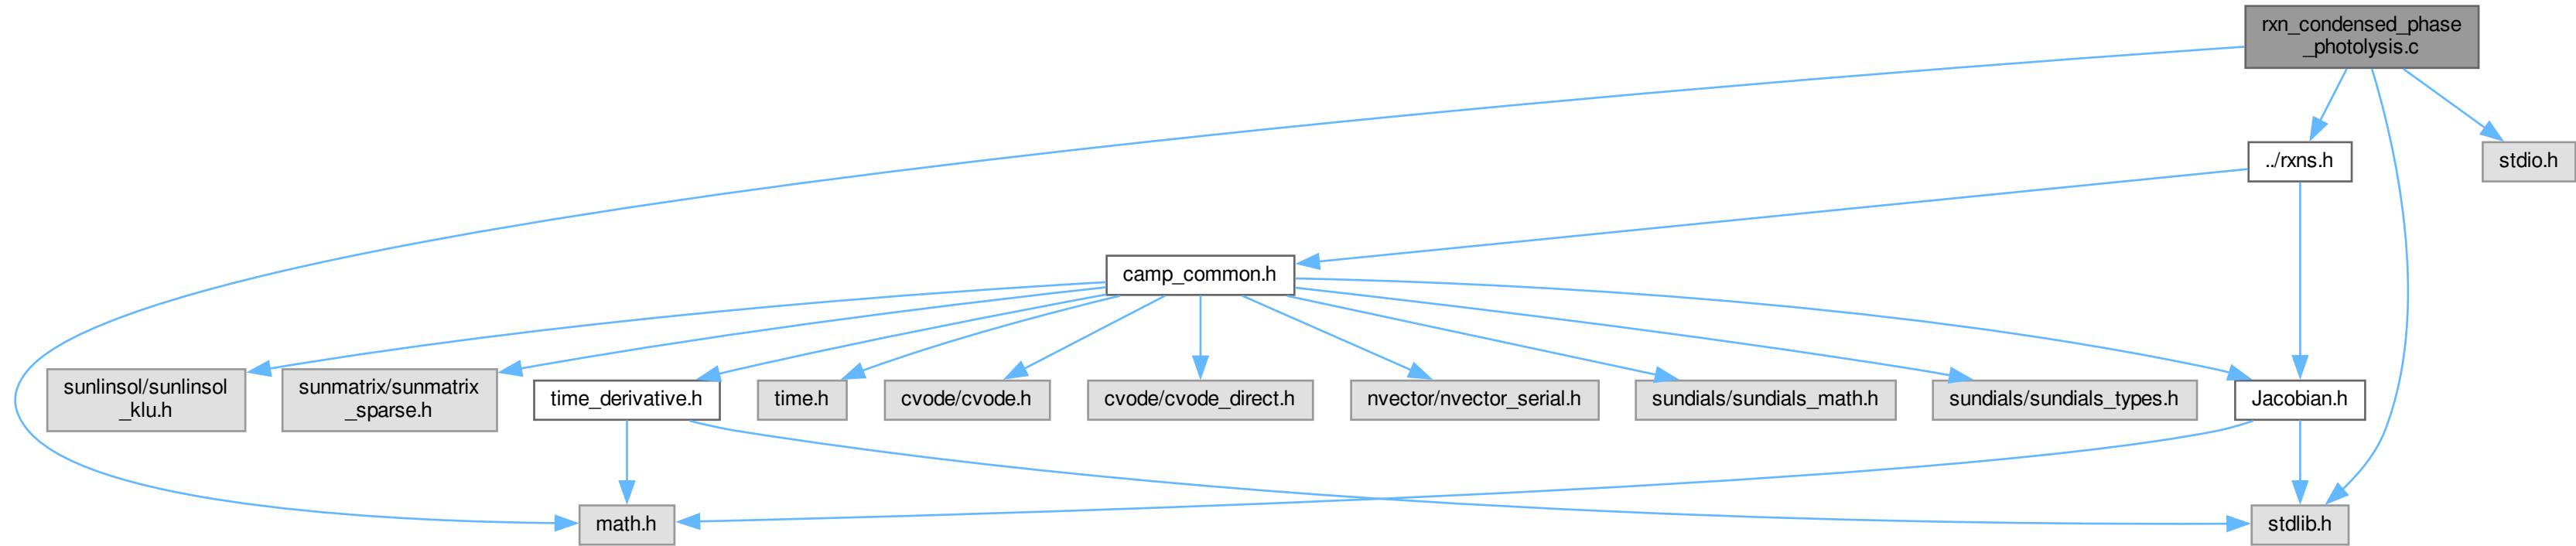 rxn_condensed_phase
_photolysis.c
../rxns.h
stdio.h
camp_common.h
sunlinsol/sunlinsol
_klu.h
sunmatrix/sunmatrix
_sparse.h
time_derivative.h
time.h
cvode/cvode.h
cvode/cvode_direct.h
nvector/nvector_serial.h
sundials/sundials_math.h
sundials/sundials_types.h
Jacobian.h
math.h
stdlib.h